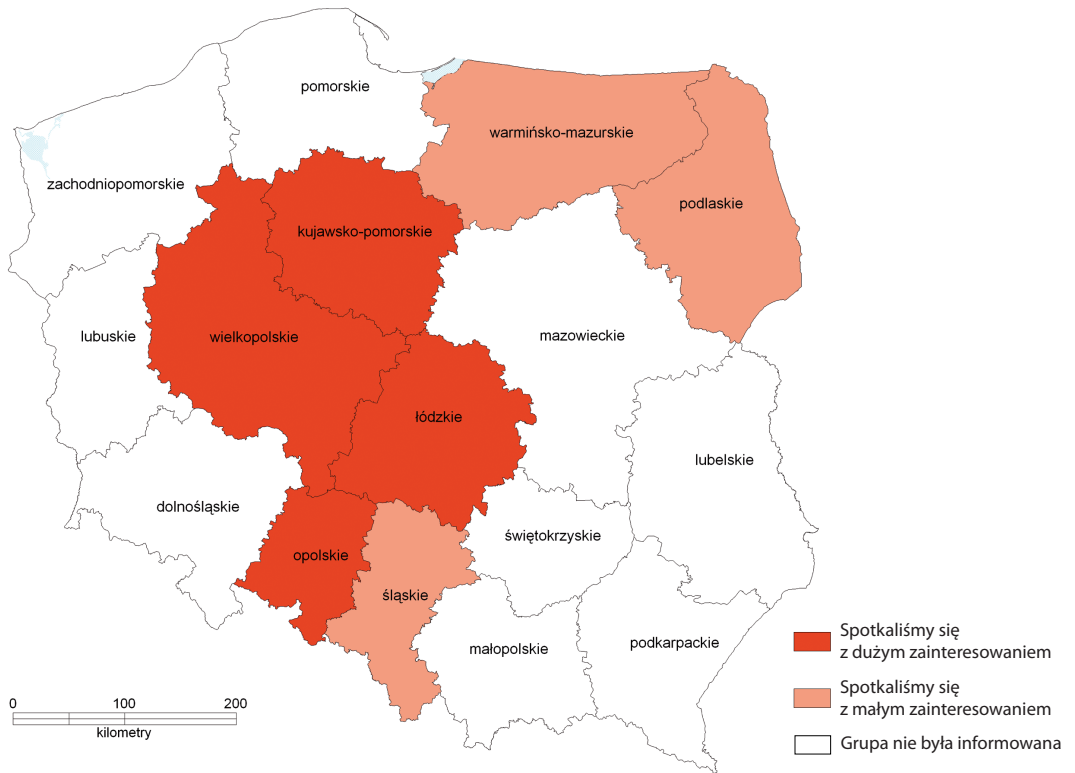 pomorskie
warmińsko-mazurskie
zachodniopomorskie
podlaskie
kujawsko-pomorskie
lubuskie
wielkopolskie
mazowieckie
łódzkie
lubelskie
dolnośląskie
świętokrzyskie
opolskie
śląskie
małopolskie
podkarpackie
Spotkaliśmy się
z dużym zainteresowaniem
Spotkaliśmy się
z małym zainteresowaniem
Grupa nie była informowana
0 100 200
kilometry